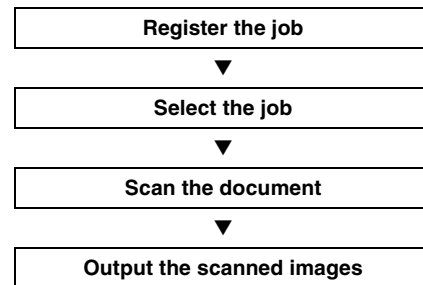 Register the job
▼
Select the job
▼
Scan the document
▼
Output the scanned images